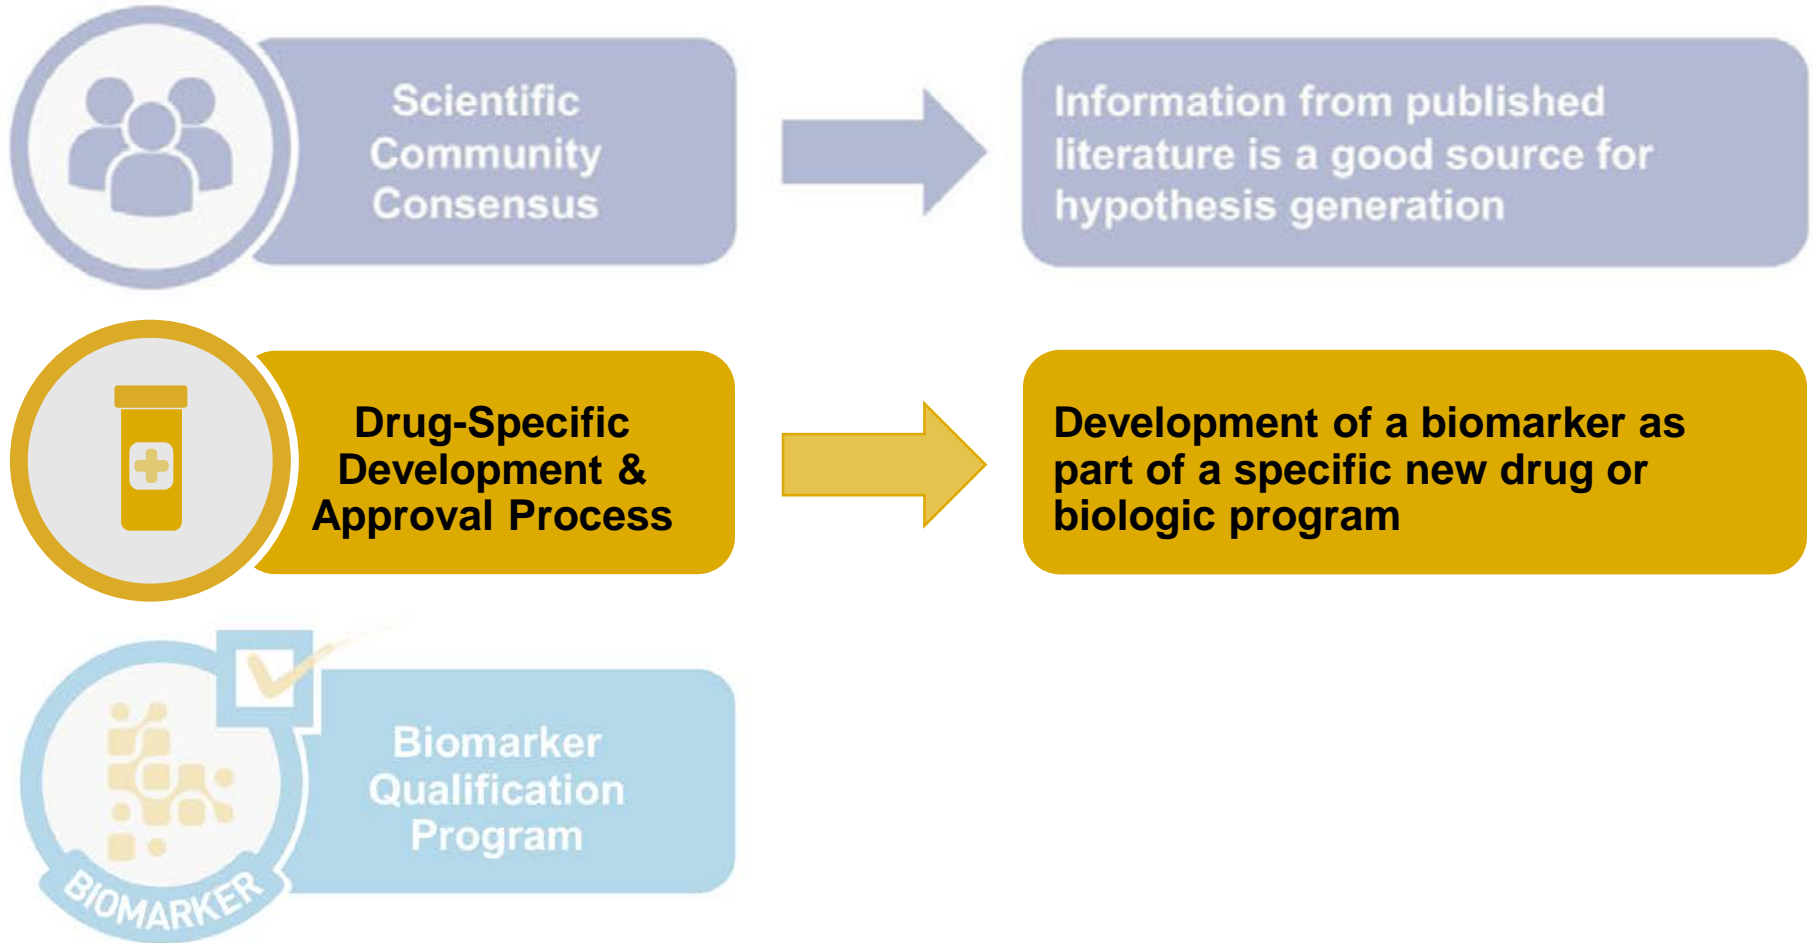 Scientific
Community
Consensus
Information from published
literature is a good source for
hypothesis generation
Drug-Specific
Development &
Approval Process
Development of a biomarker as
part of a specific new drug or
biologic program
Biomarker
Qualification
Program
BIOMARKER